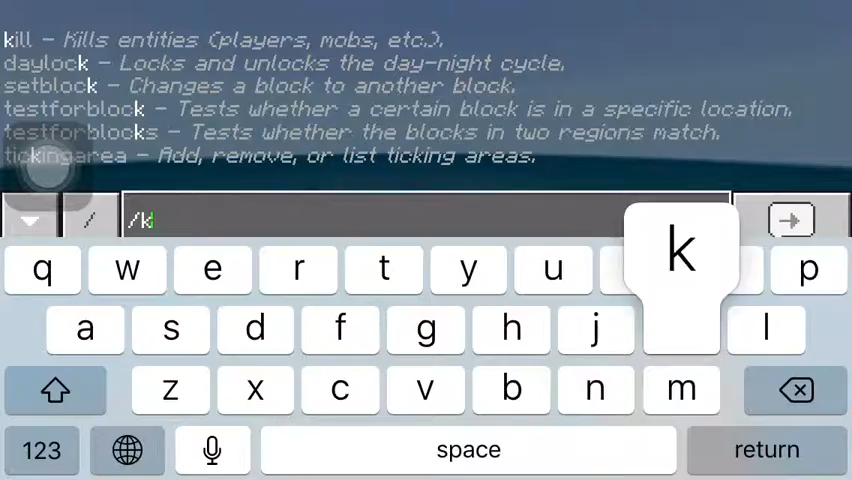 kill - Kills entities (players, mobs, etc.).
daylock - Locks and unlocks the day-night cycle.
setblock - Changes a block to another block.
testforblock - Tests whether a certain block is in a specific location.
testforblocks - Tests whether the blocks in two regions match.
tickingarea - Add, remove, or list ticking areas.
/ /k
k
q w e r t y u p
a s d f g h j l
z x c v b n m
123 space return